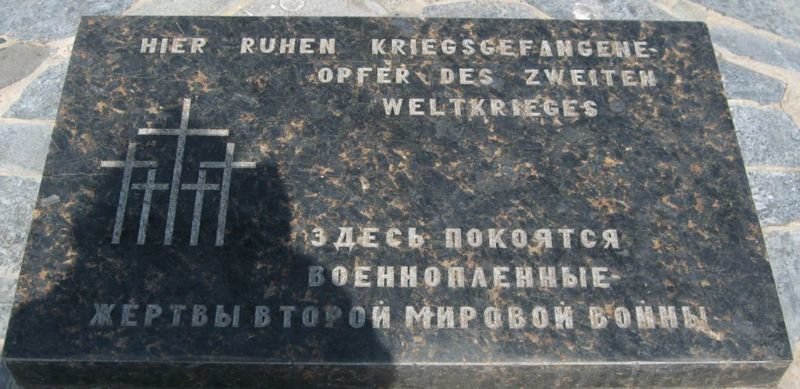 HIER RUHEN KRIEGSGEFANGENE-
OPFER DES ZWEITEN
WELTKRIEGES
ЗДЕСЬ ПОКОЯТСЯ
ВОЕННОПЛЕННЫЕ-
ЖЕРТВЫ ВТОРОЙ МИРОВОЙ ВОЙНЫ